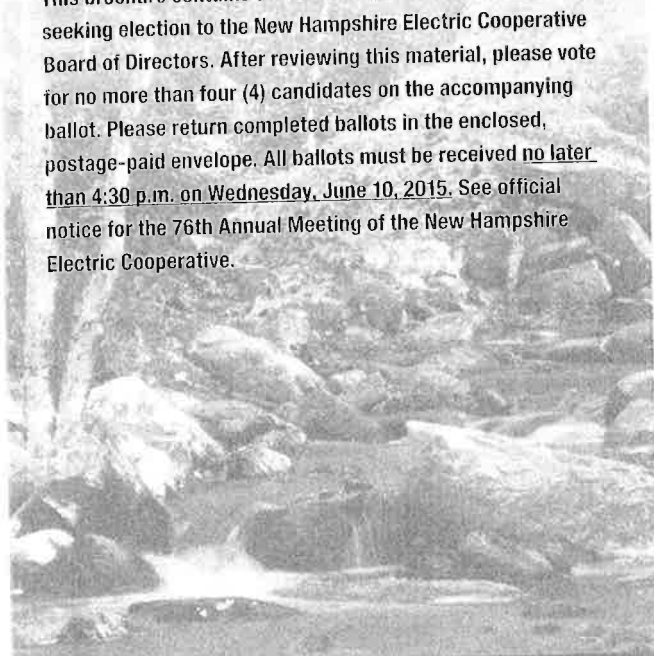 This brochure contains
seeking election to the New Hampshire Electric Cooperative
Board of Directors. After reviewing this material, please vote
for no more than four (4) candidates on the accompanying
ballot. Please return completed ballots in the enclosed,
postage-paid envelope. All ballots must be received no later
than 4:30 p.m. on Wednesday, June 10, 2015. See official
notice for the 76th Annual Meeting of the New Hampshire
Electric Cooperative.